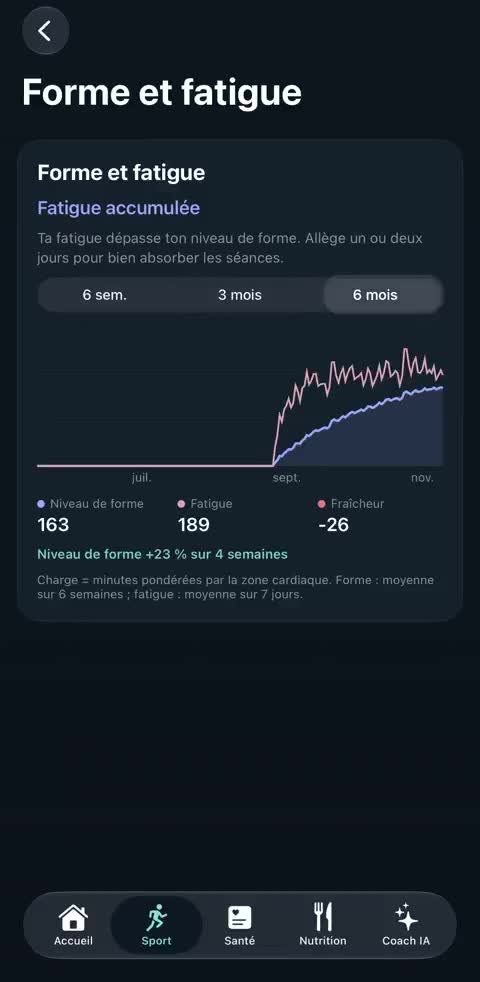 Forme et fatigue
Forme et fatigue
Fatigue accumulée
Ta fatigue dépasse ton niveau de forme. Allège un ou deux
jours pour bien absorber les séances.
6 sem.
3 mois
6 mois
juil.
sept.
nov.
Niveau de forme
Fatigue
Fraîcheur
163
189
-26
Niveau de forme +23 % sur 4 semaines
Charge = minutes pondérées par la zone cardiaque. Forme : moyenne
sur 6 semaines ; fatigue : moyenne sur 7 jours.
Accueil
Sport
Santé
Nutrition
Coach IA